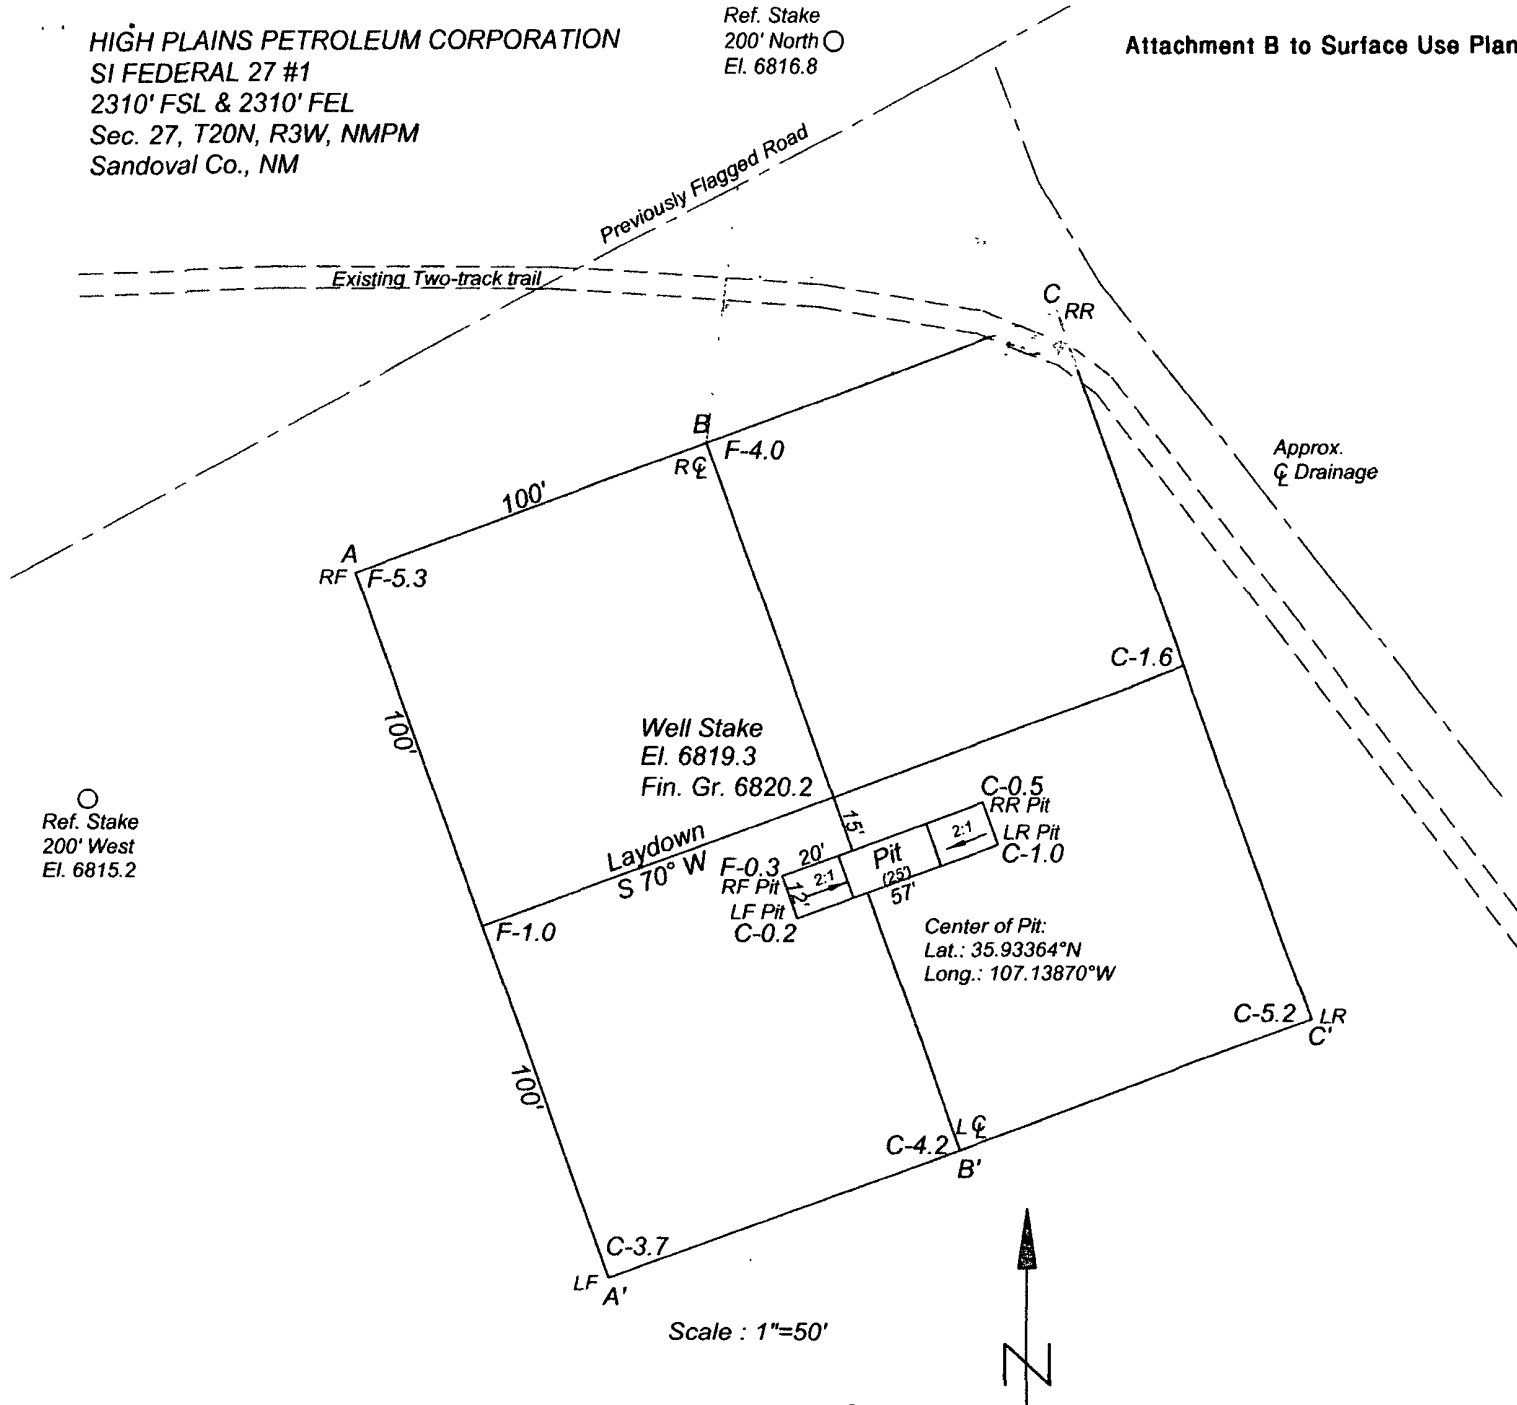 HIGH PLAINS PETROLEUM CORPORATION
SI FEDERAL 27 #1
2310' FSL & 2310' FEL
Sec. 27, T20N, R3W, NMPM
Sandoval Co., NM
Ref. Stake
200' North
El. 6816.8
Attachment B to Surface Use Plan
Previously Flagged Road
Existing Two-track trail
C
RR
B
F-4.0
R ℄
Approx.
℄ Drainage
100'
A
RF
F-5.3
C-1.6
100'
Well Stake
El. 6819.3
Fin. Gr. 6820.2
Ref. Stake
200' West
El. 6815.2
15'
C-0.5
RR Pit
LR Pit
C-1.0
2:1
Laydown
S 70° W
20'
Pit
(25')
57'
F-0.3
RF Pit
2:1
12'
LF Pit
C-0.2
F-1.0
Center of Pit:
Lat.: 35.93364°N
Long.: 107.13870°W
C-5.2
LR
C'
100'
L ℄
C-4.2
B'
C-3.7
LF
A'
Scale : 1"=50'
N